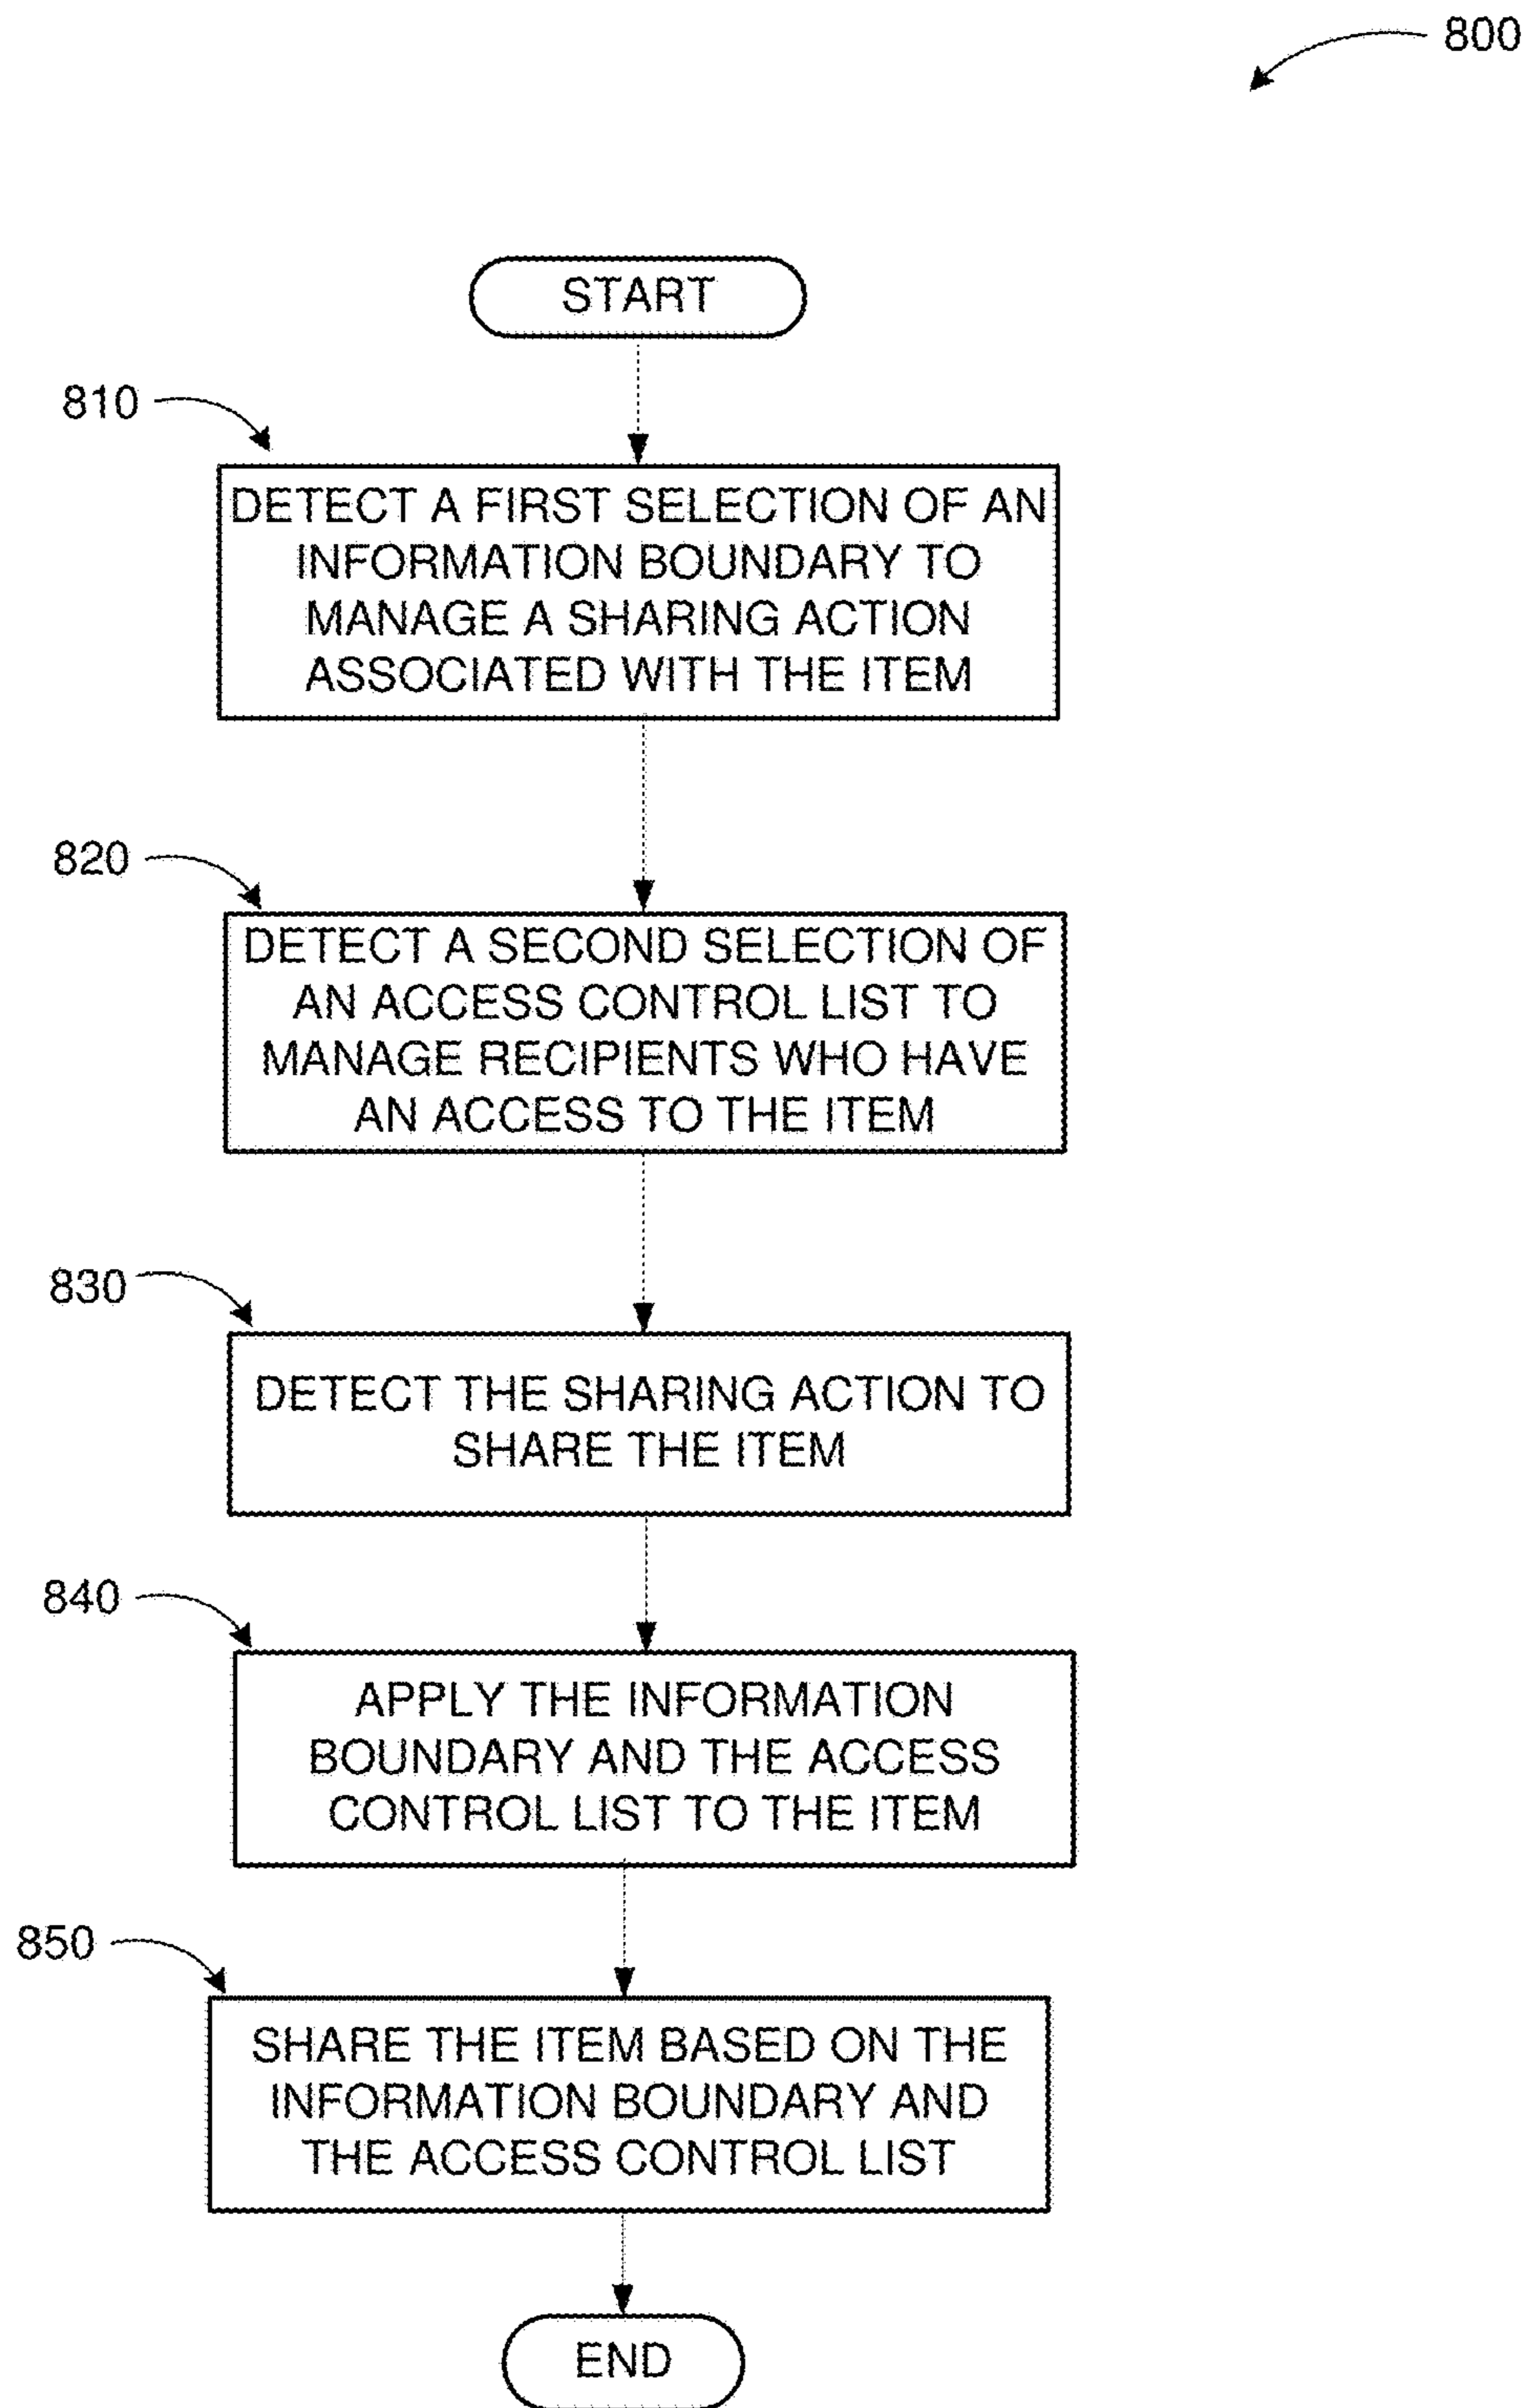 800
START
810
DETECT A FIRST SELECTION OF AN
INFORMATION BOUNDARY TO
MANAGE A SHARING ACTION
ASSOCIATED WITH THE ITEM
820
DETECT A SECOND SELECTION OF
AN ACCESS CONTROL LIST TO
MANAGE RECIPIENTS WHO HAVE
AN ACCESS TO THE ITEM
830
DETECT THE SHARING ACTION TO
SHARE THE ITEM
840
APPLY THE INFORMATION
BOUNDARY AND THE ACCESS
CONTROL LIST TO THE ITEM
850
SHARE THE ITEM BASED ON THE
INFORMATION BOUNDARY AND
THE ACCESS CONTROL LIST
END